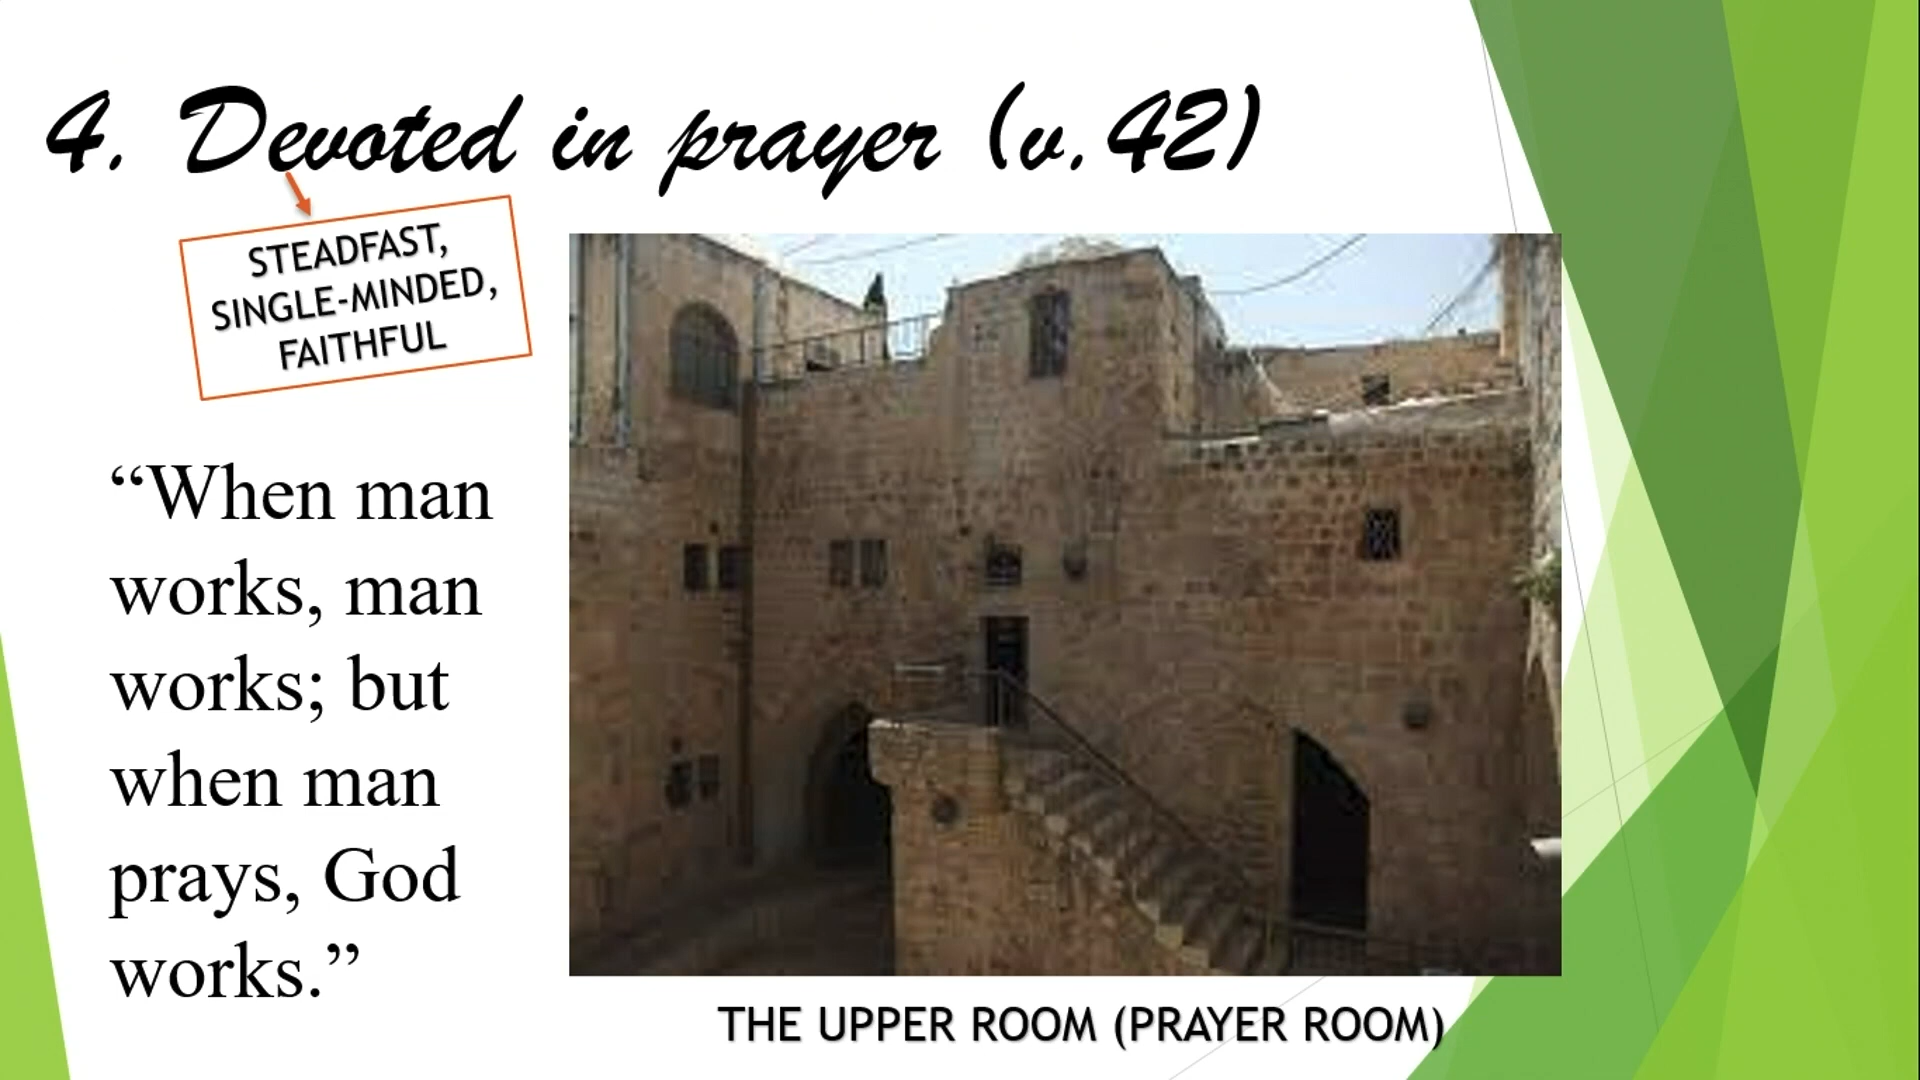 4. Devoted in prayer (v.42)
STEADFAST,
SINGLE-MINDED,
FAITHFUL
“When man
works, man
works; but
when man
prays, God
works.”
THE UPPER ROOM (PRAYER ROOM)